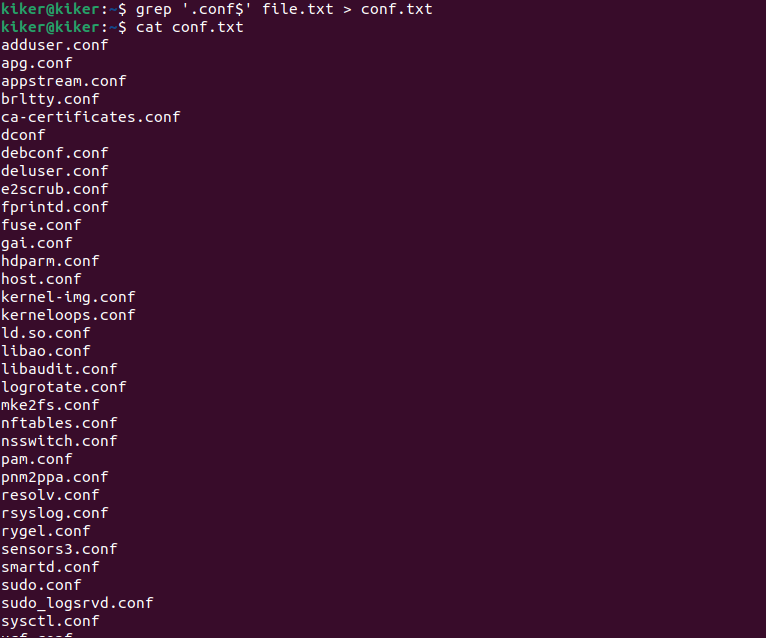 kiker@kiker:~$ grep '.conf$' file.txt > conf.txt
kiker@kiker:~$ cat conf.txt
adduser.conf
apg.conf
appstream.conf
brltty.conf
ca-certificates.conf
dconf
debconf.conf
deluser.conf
e2scrub.conf
fprintd.conf
fuse.conf
gai.conf
hdparm.conf
host.conf
kernel-img.conf
kerneloops.conf
ld.so.conf
libao.conf
libaudit.conf
logrotate.conf
mke2fs.conf
nftables.conf
nsswitch.conf
pam.conf
pnm2ppa.conf
resolv.conf
rsyslog.conf
rygel.conf
sensors3.conf
smartd.conf
sudo.conf
sudo_logsrvd.conf
sysctl.conf